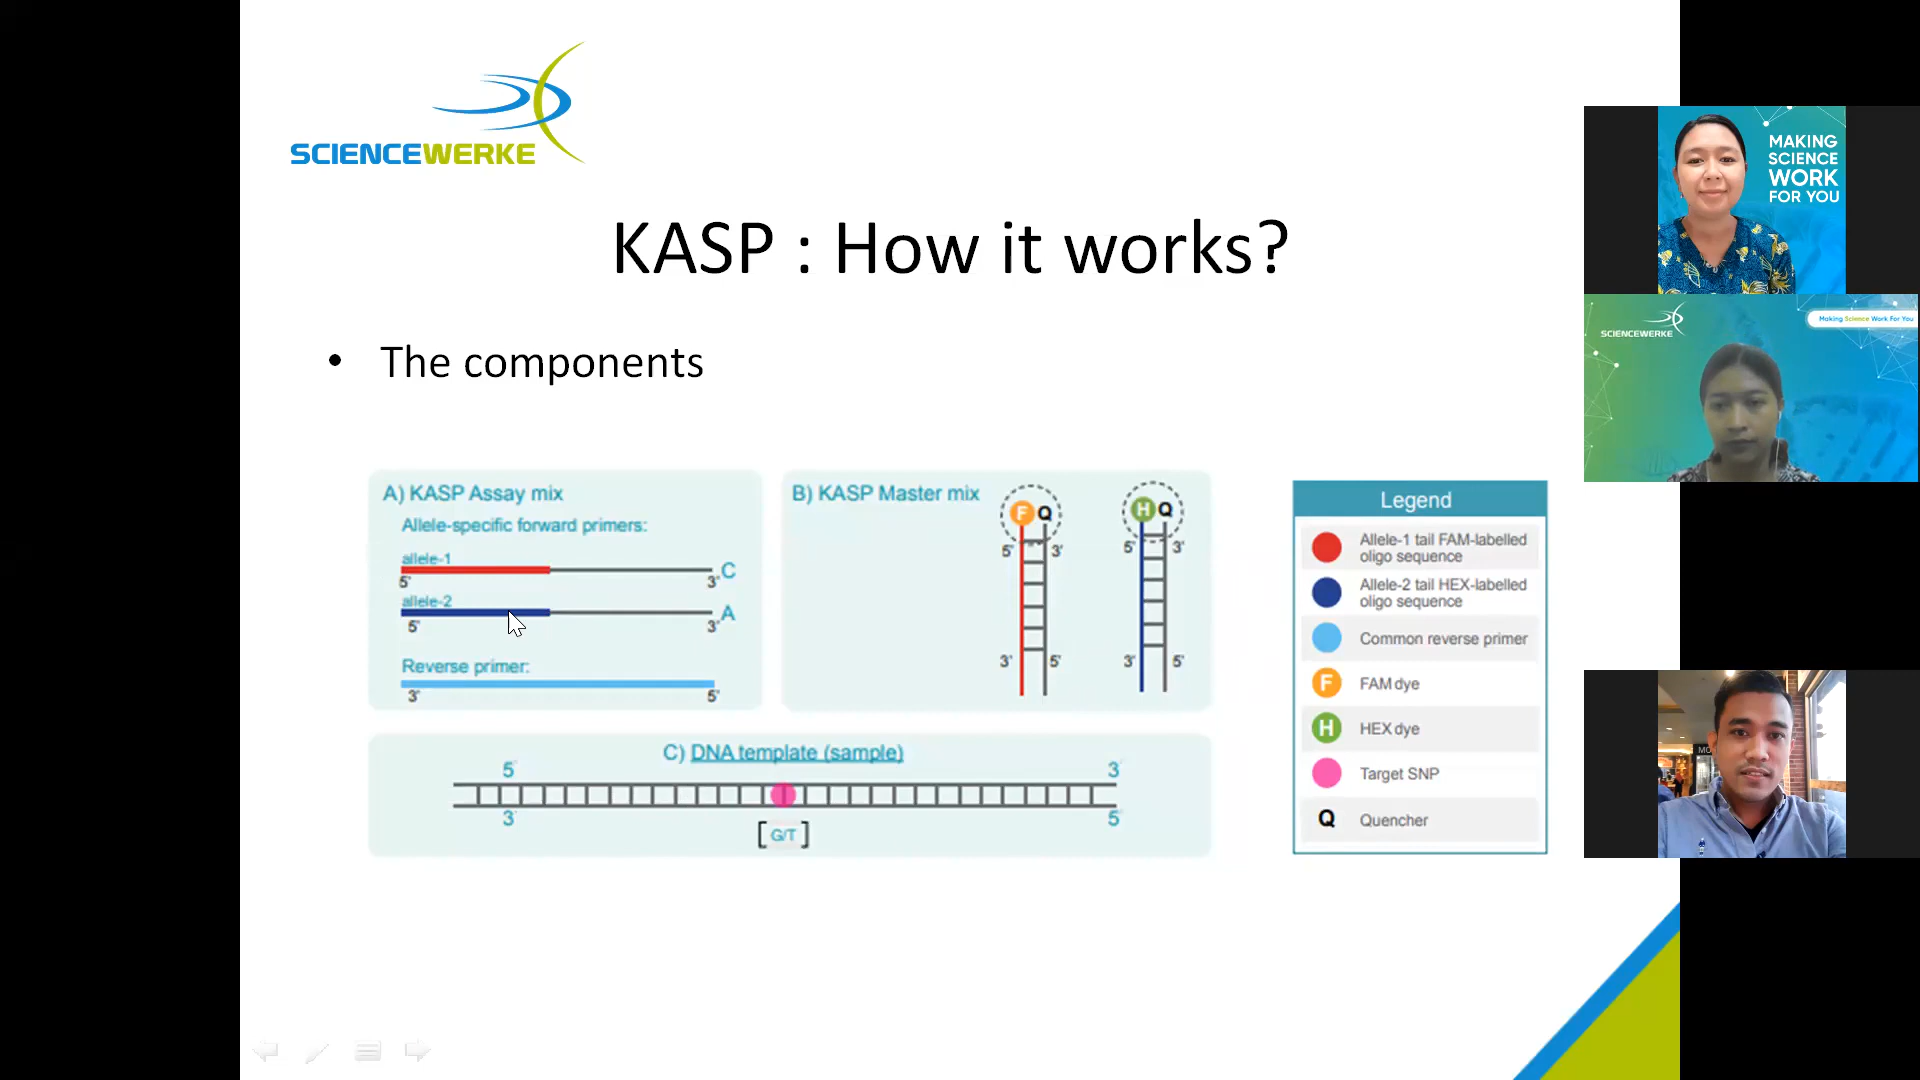 SCIENCEWERKE
KASP : How it works?
• The components
A) KASP Assay mix
Allele-specific forward primers:
allele-1
C
5' 3'
allele-2
A
5' 3'
Reverse primer:
3' 5'
B) KASP Master mix
F Q
5' 3'
3' 5'
H Q
5' 3'
3' 5'
C) DNA template (sample)
5' 3'
3' 5'
[ G/T ]
Legend
Allele-1 tail FAM-labelled
oligo sequence
Allele-2 tail HEX-labelled
oligo sequence
Common reverse primer
F FAM dye
H HEX dye
Target SNP
Q Quencher
MAKING
SCIENCE
WORK
FOR YOU
SCIENCEWERKE
Making Science Work For You